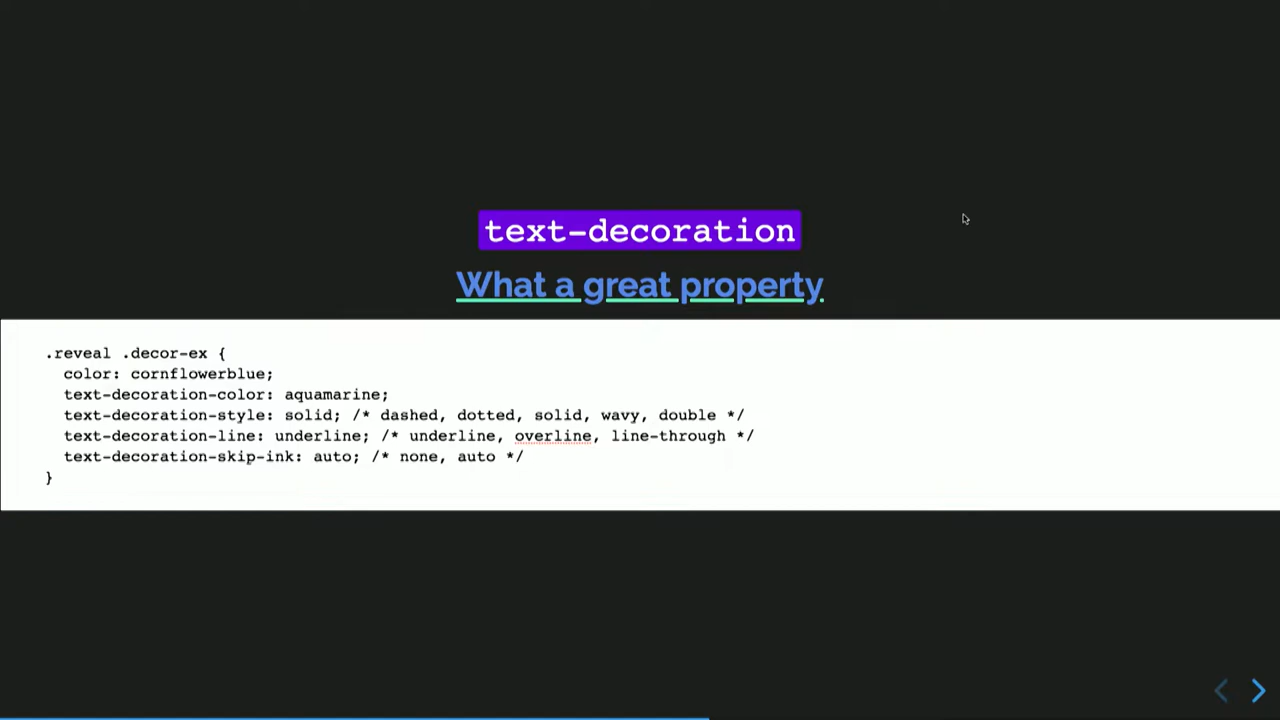 text-decoration
What a great property
.reveal .decor-ex {
  color: cornflowerblue;
  text-decoration-color: aquamarine;
  text-decoration-style: solid; /* dashed, dotted, solid, wavy, double */
  text-decoration-line: underline; /* underline, overline, line-through */
  text-decoration-skip-ink: auto; /* none, auto */
}